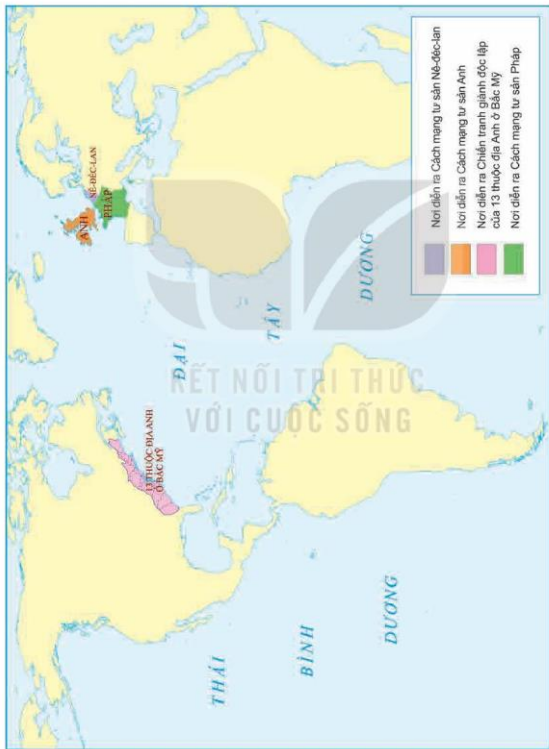 NÊ-ĐÉC-LAN
ANH
PHÁP
13 THUỘC ĐỊA ANH
Ở BẮC MỸ
ĐẠI
TÂY
DƯƠNG
THÁI
BÌNH
DƯƠNG
KẾT NỐI TRI THỨC
VỚI CUỘC SỐNG
Nơi diễn ra Cách mạng tư sản Nê-đéc-lan
Nơi diễn ra Cách mạng tư sản Anh
Nơi diễn ra Chiến tranh giành độc lập
của 13 thuộc địa Anh ở Bắc Mỹ
Nơi diễn ra Cách mạng tư sản Pháp